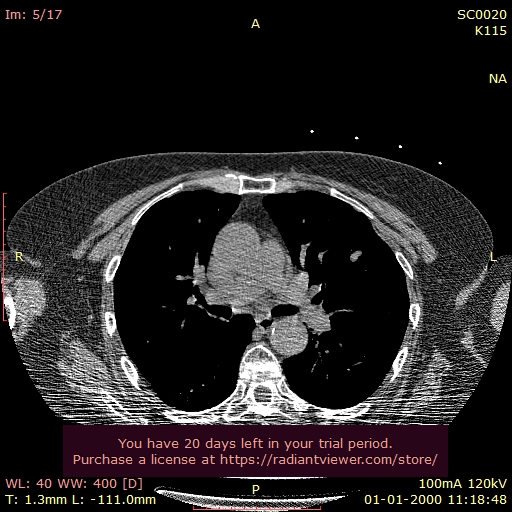 Im: 5/17
A
SC0020
K115
NA
R
L
You have 20 days left in your trial period.
Purchase a license at https://radiantviewer.com/store/
WL: 40 WW: 400 [D]
P
100mA 120kV
T: 1.3mm L: -111.0mm
01-01-2000 11:18:48